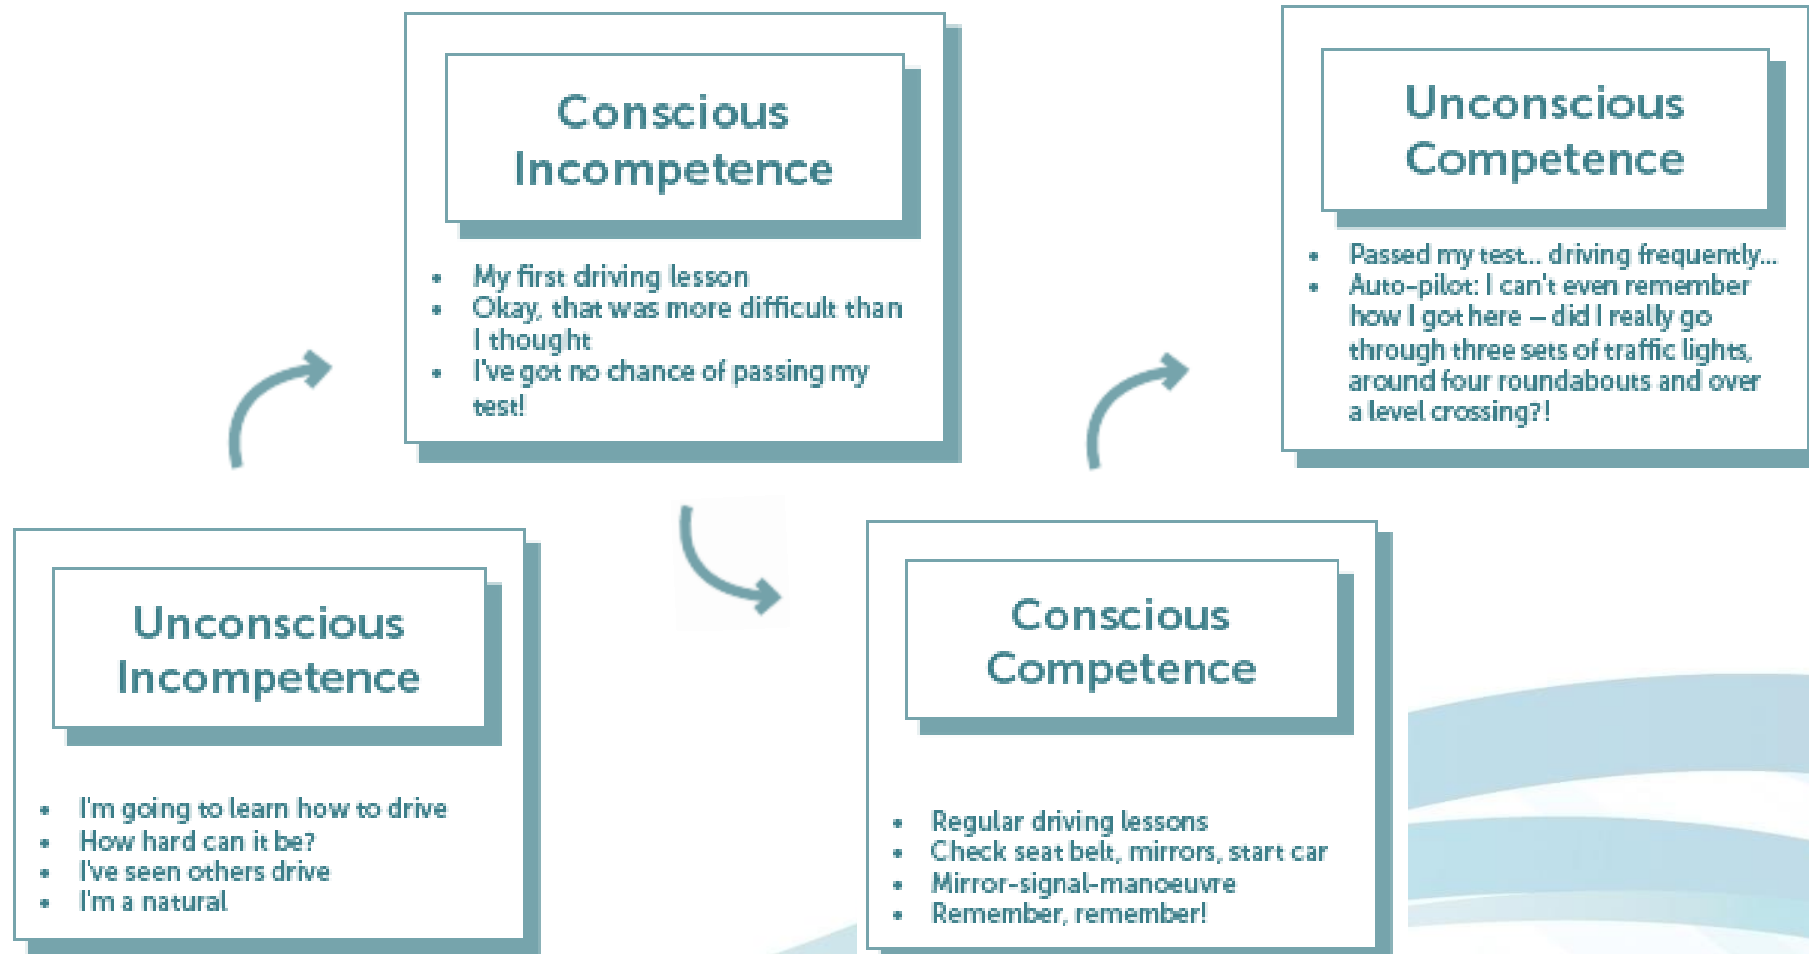 Unconscious
Incompetence
• I'm going to learn how to drive
• How hard can it be?
• I've seen others drive
• I'm a natural
Conscious
Incompetence
• My first driving lesson
• Okay, that was more difficult than
I thought
• I've got no chance of passing my
test!
Conscious
Competence
• Regular driving lessons
• Check seat belt, mirrors, start car
• Mirror-signal-manoeuvre
• Remember, remember!
Unconscious
Competence
• Passed my test... driving frequently...
• Auto-pilot: I can't even remember
how I got here – did I really go
through three sets of traffic lights,
around four roundabouts and over
a level crossing?!